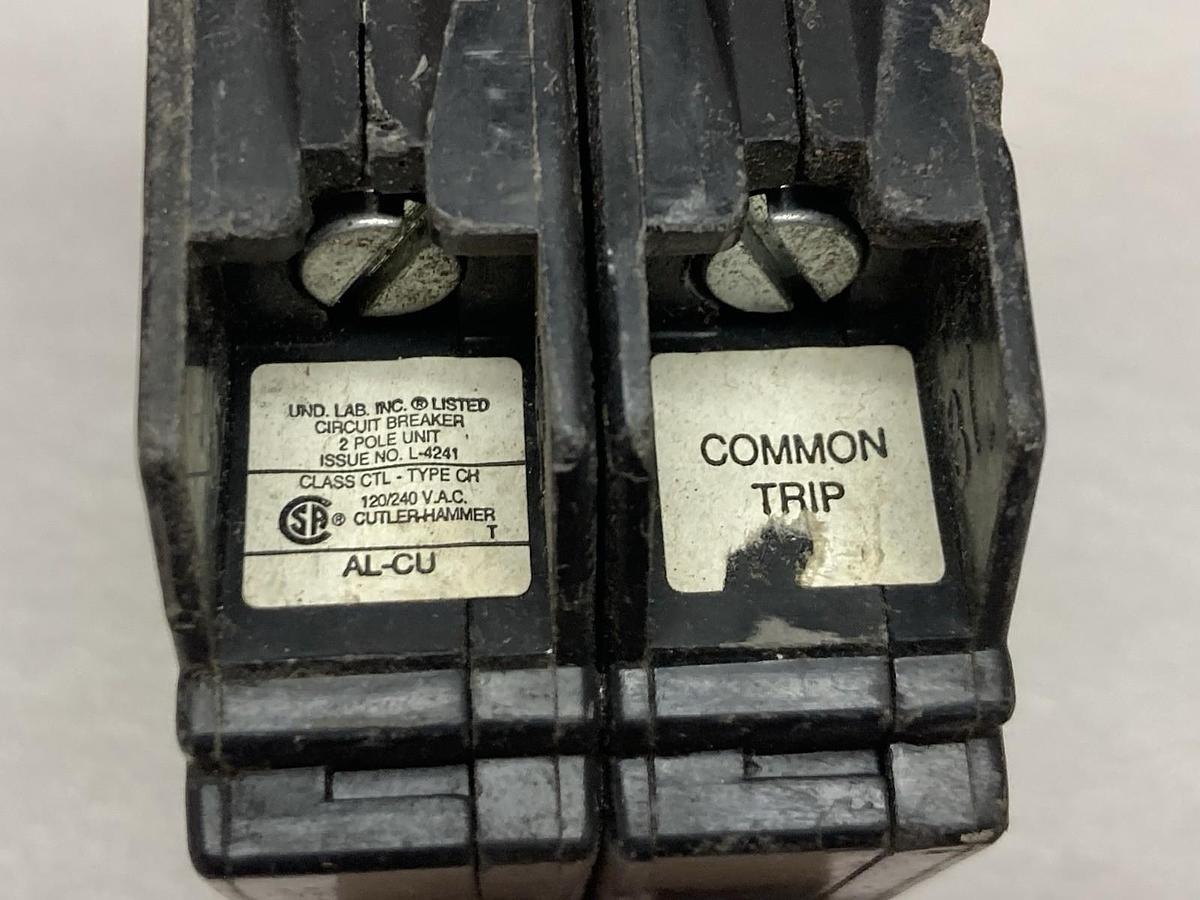 UND. LAB. INC. ® LISTED
CIRCUIT BREAKER
2 POLE UNIT
ISSUE NO. L-4241
CLASS CTL - TYPE CH
120/240 V.A.C.
SA ® CUTLER-HAMMER
T
AL-CU
COMMON
TRIP